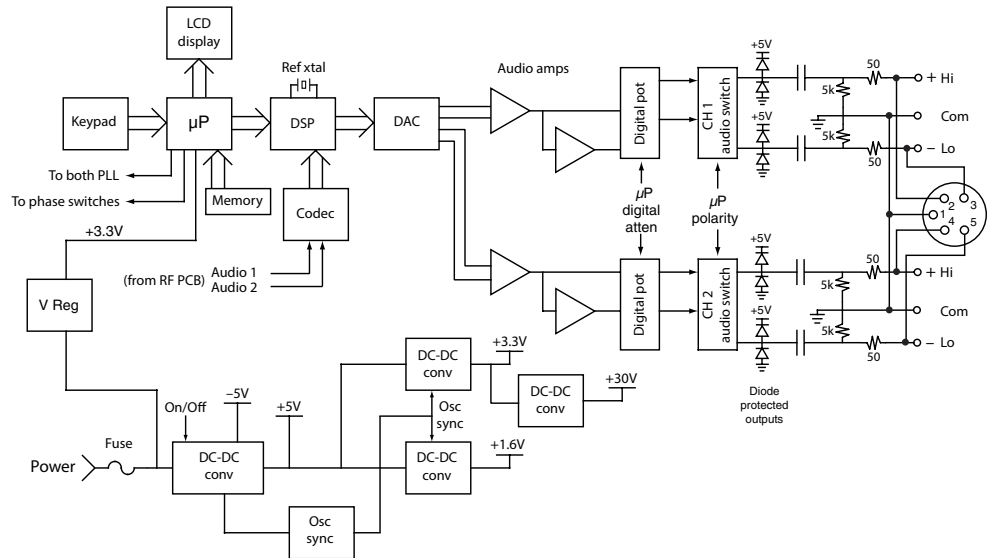 LCD
display
Ref xtal
Keypad
µP
DSP
DAC
Audio amps
Digital pot
CH 1
audio switch
+5V
+5V
5k
5k
50
50
+ Hi
Com
– Lo
To both PLL
To phase switches
Memory
Codec
+3.3V
(from RF PCB)
Audio 1
Audio 2
µP
digital
atten
µP
polarity
1
2
3
4
5
V Reg
Digital pot
CH 2
audio switch
+5V
+5V
5k
5k
50
50
+ Hi
Com
– Lo
Diode
protected
outputs
Power
Fuse
On/Off
–5V
+5V
DC-DC
conv
Osc
sync
DC-DC
conv
Osc
sync
DC-DC
conv
+3.3V
DC-DC
conv
+30V
+1.6V